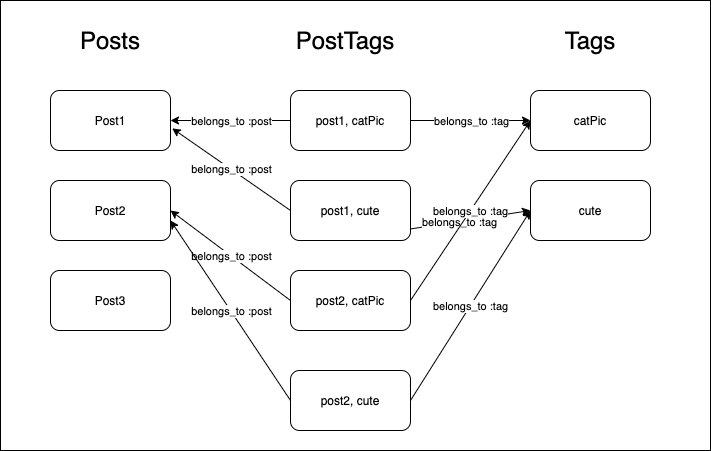 Posts
PostTags
Tags
Post1
belongs_to :post
post1, catPic
belongs_to :tag
catPic
belongs_to :post
Post2
post1, cute
belongs_to :tag
belongs_to :tag
cute
belongs_to :post
Post3
belongs_to :post
post2, catPic
belongs_to :tag
post2, cute